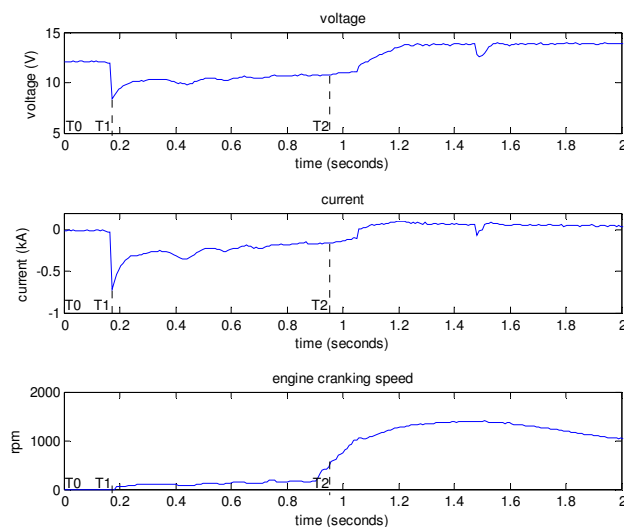 voltage
voltage (V)
15
10
5
T0 T1 T2
0 0.2 0.4 0.6 0.8 1 1.2 1.4 1.6 1.8 2
time (seconds)
current
current (kA)
0
-0.5
-1
T0 T1 T2
0 0.2 0.4 0.6 0.8 1 1.2 1.4 1.6 1.8 2
time (seconds)
engine cranking speed
rpm
2000
1000
0
T0 T1 T2
0 0.2 0.4 0.6 0.8 1 1.2 1.4 1.6 1.8 2
time (seconds)